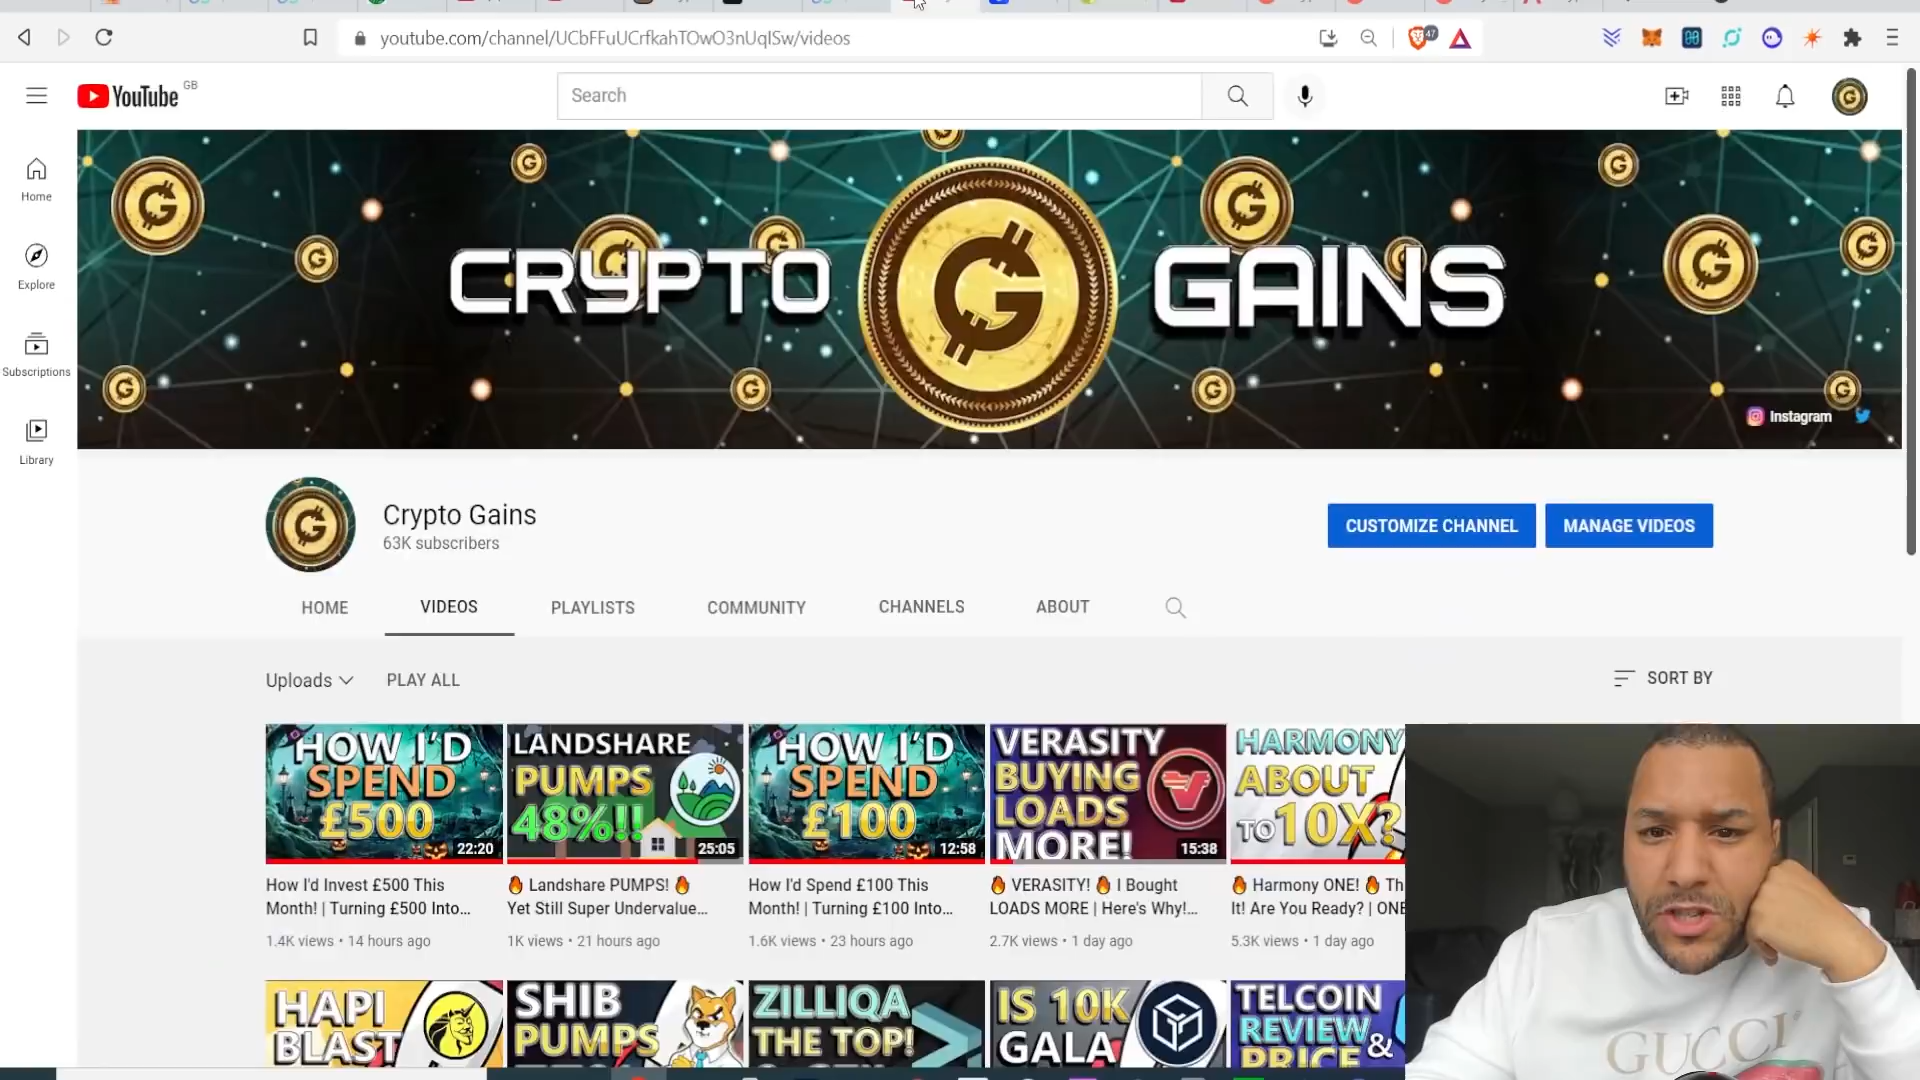 youtube.com/channel/UCbFFuUCrfkahTOwO3nUqISw/videos
47
YouTube GB
Search
Home
Explore
Subscriptions
Library
CRYPTO GAINS
Instagram
Crypto Gains
63K subscribers
CUSTOMIZE CHANNEL
MANAGE VIDEOS
HOME
VIDEOS
PLAYLISTS
COMMUNITY
CHANNELS
ABOUT
Uploads
PLAY ALL
SORT BY
HOW I'D
SPEND
£500
22:20
How I'd Invest £500 This
Month! | Turning £500 Into...
1.4K views • 14 hours ago
LANDSHARE
PUMPS
48%!!
25:05
🔥 Landshare PUMPS! 🔥
Yet Still Super Undervalue...
1K views • 21 hours ago
HOW I'D
SPEND
£100
12:58
How I'd Spend £100 This
Month! | Turning £100 Into...
1.6K views • 23 hours ago
VERASITY
BUYING
LOADS
MORE!
15:38
🔥 VERASITY! 🔥 I Bought
LOADS MORE | Here's Why!...
2.7K views • 1 day ago
HARMONY
ABOUT
TO 10X?
🔥 Harmony ONE! 🔥 Th
It! Are You Ready? | ONE
5.3K views • 1 day ago
HAPI
BLAST
SHIB
PUMPS
ZILLIQA
THE TOP!
IS 10K
GALA
TELCOIN
REVIEW &
PRICE
GUCCI